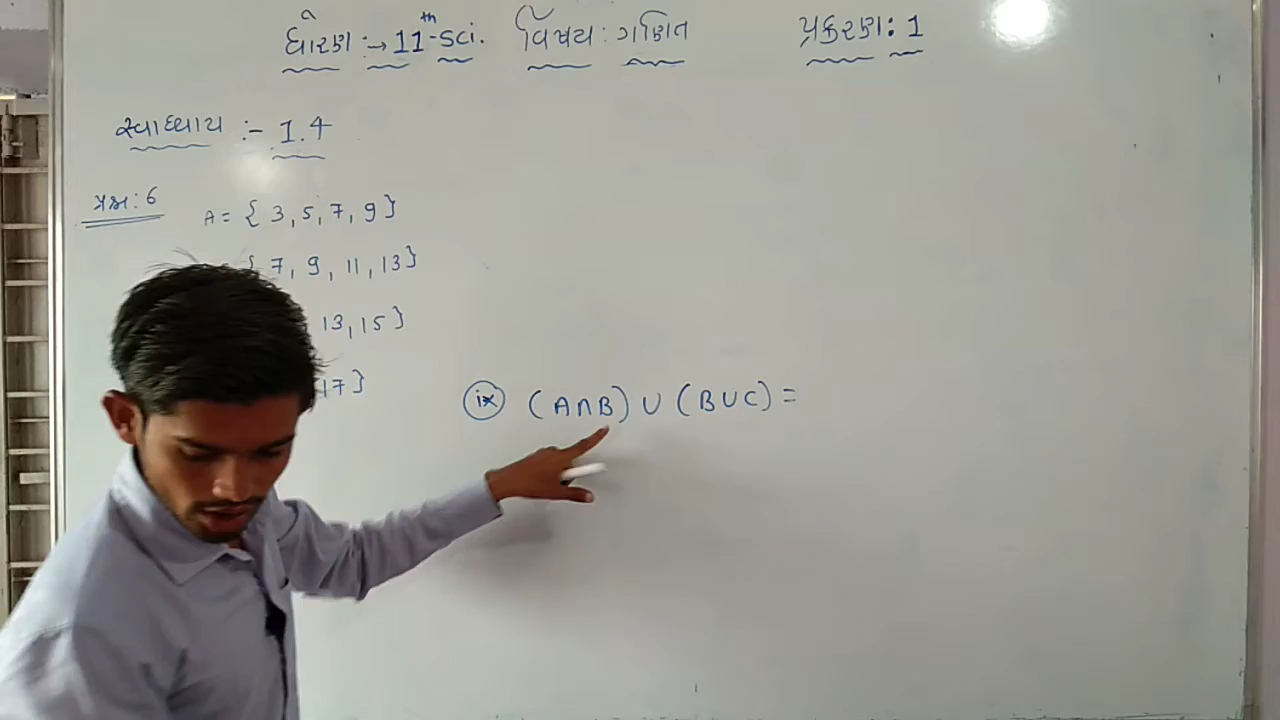 ધોરણ :→ 11th-Sci. વિષય : ગણિત પ્રકરણ : 1
સ્વાધ્યાય :- 1.4
પ્રશ્ન : 6 A = { 3, 5, 7, 9 }
{ 7, 9, 11, 13 }
13, 15 }
17 }
ix (A∩B) ∪ (B∪C) =